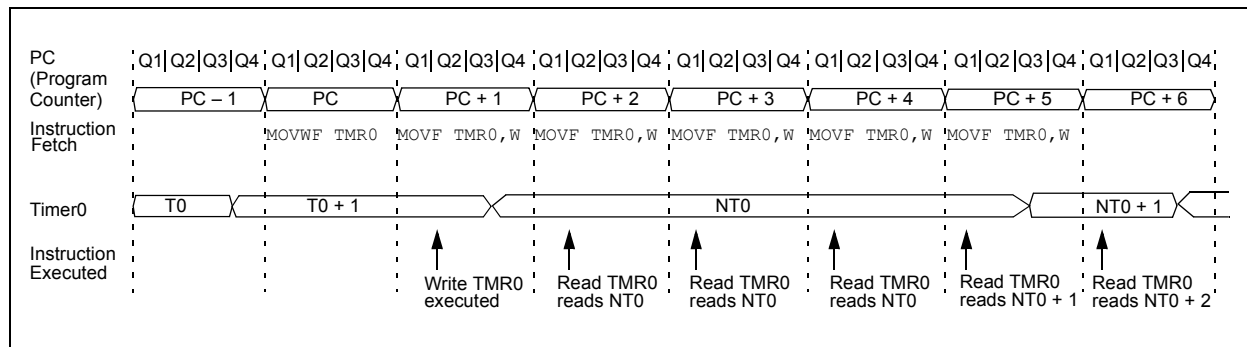 PC
(Program
Counter)
Q1 Q2 Q3 Q4 Q1 Q2 Q3 Q4 Q1 Q2 Q3 Q4 Q1 Q2 Q3 Q4 Q1 Q2 Q3 Q4 Q1 Q2 Q3 Q4 Q1 Q2 Q3 Q4 Q1 Q2 Q3 Q4
PC – 1 PC PC + 1 PC + 2 PC + 3 PC + 4 PC + 5 PC + 6
Instruction
Fetch
MOVWF TMR0 MOVF TMR0,W MOVF TMR0,W MOVF TMR0,W MOVF TMR0,W MOVF TMR0,W
Timer0
T0 T0 + 1 NT0 NT0 + 1
Instruction
Executed
Write TMR0
executed
Read TMR0
reads NT0
Read TMR0
reads NT0
Read TMR0
reads NT0
Read TMR0
reads NT0 + 1
Read TMR0
reads NT0 + 2